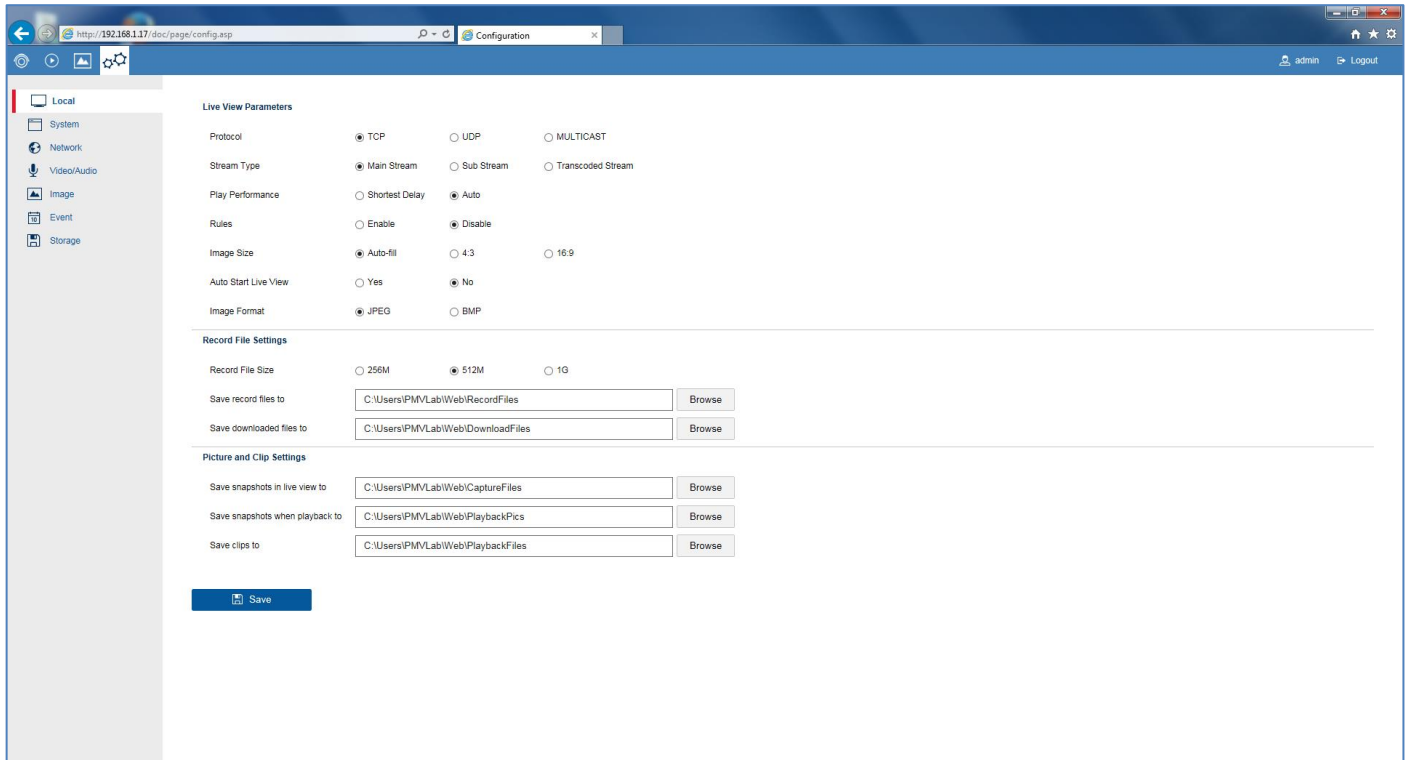 http://192.168.1.17/doc/page/config.asp Configuration
admin Logout
Local
System
Network
Video/Audio
Image
10 Event
Storage
Live View Parameters
Protocol TCP UDP MULTICAST
Stream Type Main Stream Sub Stream Transcoded Stream
Play Performance Shortest Delay Auto
Rules Enable Disable
Image Size Auto-fill 4:3 16:9
Auto Start Live View Yes No
Image Format JPEG BMP
Record File Settings
Record File Size 256M 512M 1G
Save record files to C:\Users\PMVLab\Web\RecordFiles Browse
Save downloaded files to C:\Users\PMVLab\Web\DownloadFiles Browse
Picture and Clip Settings
Save snapshots in live view to C:\Users\PMVLab\Web\CaptureFiles Browse
Save snapshots when playback to C:\Users\PMVLab\Web\PlaybackPics Browse
Save clips to C:\Users\PMVLab\Web\PlaybackFiles Browse
Save